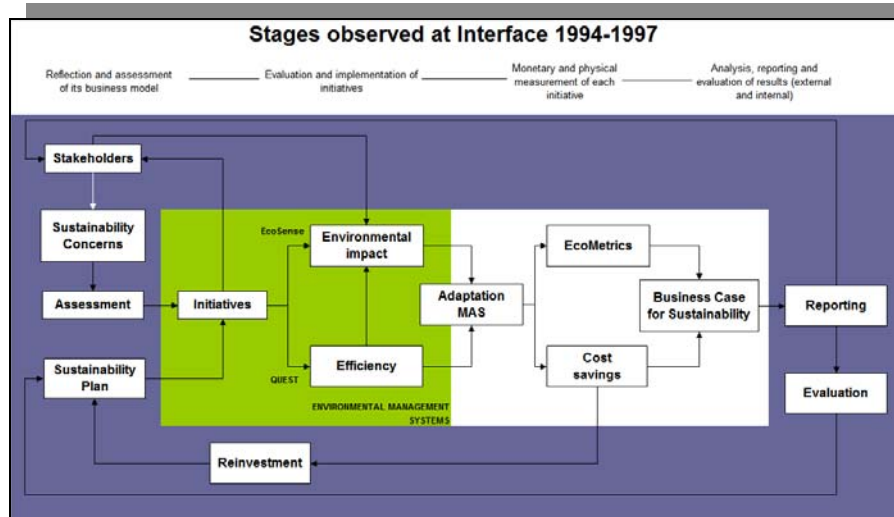 Stages observed at Interface 1994-1997
Reflection and assessment
of its business model
Evaluation and implementation of
initiatives
Monetary and physical
measurement of each
initiative
Analysis, reporting and
evaluation of results (external
and internal)
Stakeholders
Sustainability
Concerns
Assessment
Sustainability
Plan
Initiatives
EcoSense
Environmental
impact
QUEST
Efficiency
ENVIRONMENTAL MANAGEMENT
SYSTEMS
Adaptation
MAS
EcoMetrics
Cost
savings
Business Case
for Sustainability
Reporting
Evaluation
Reinvestment